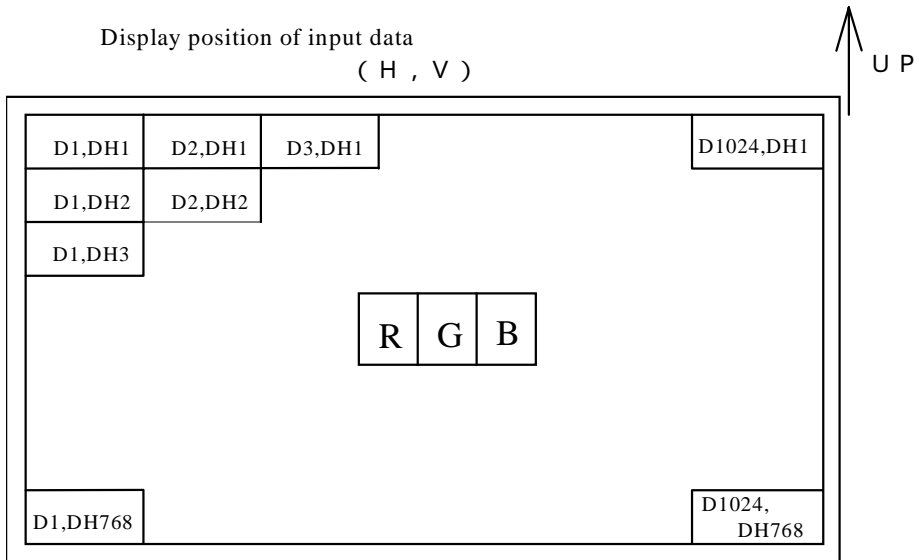 Display position of input data
( H , V )
U P
D1,DH1 D2,DH1 D3,DH1 D1024,DH1
D1,DH2 D2,DH2
D1,DH3
R G B
D1,DH768 D1024,
DH768